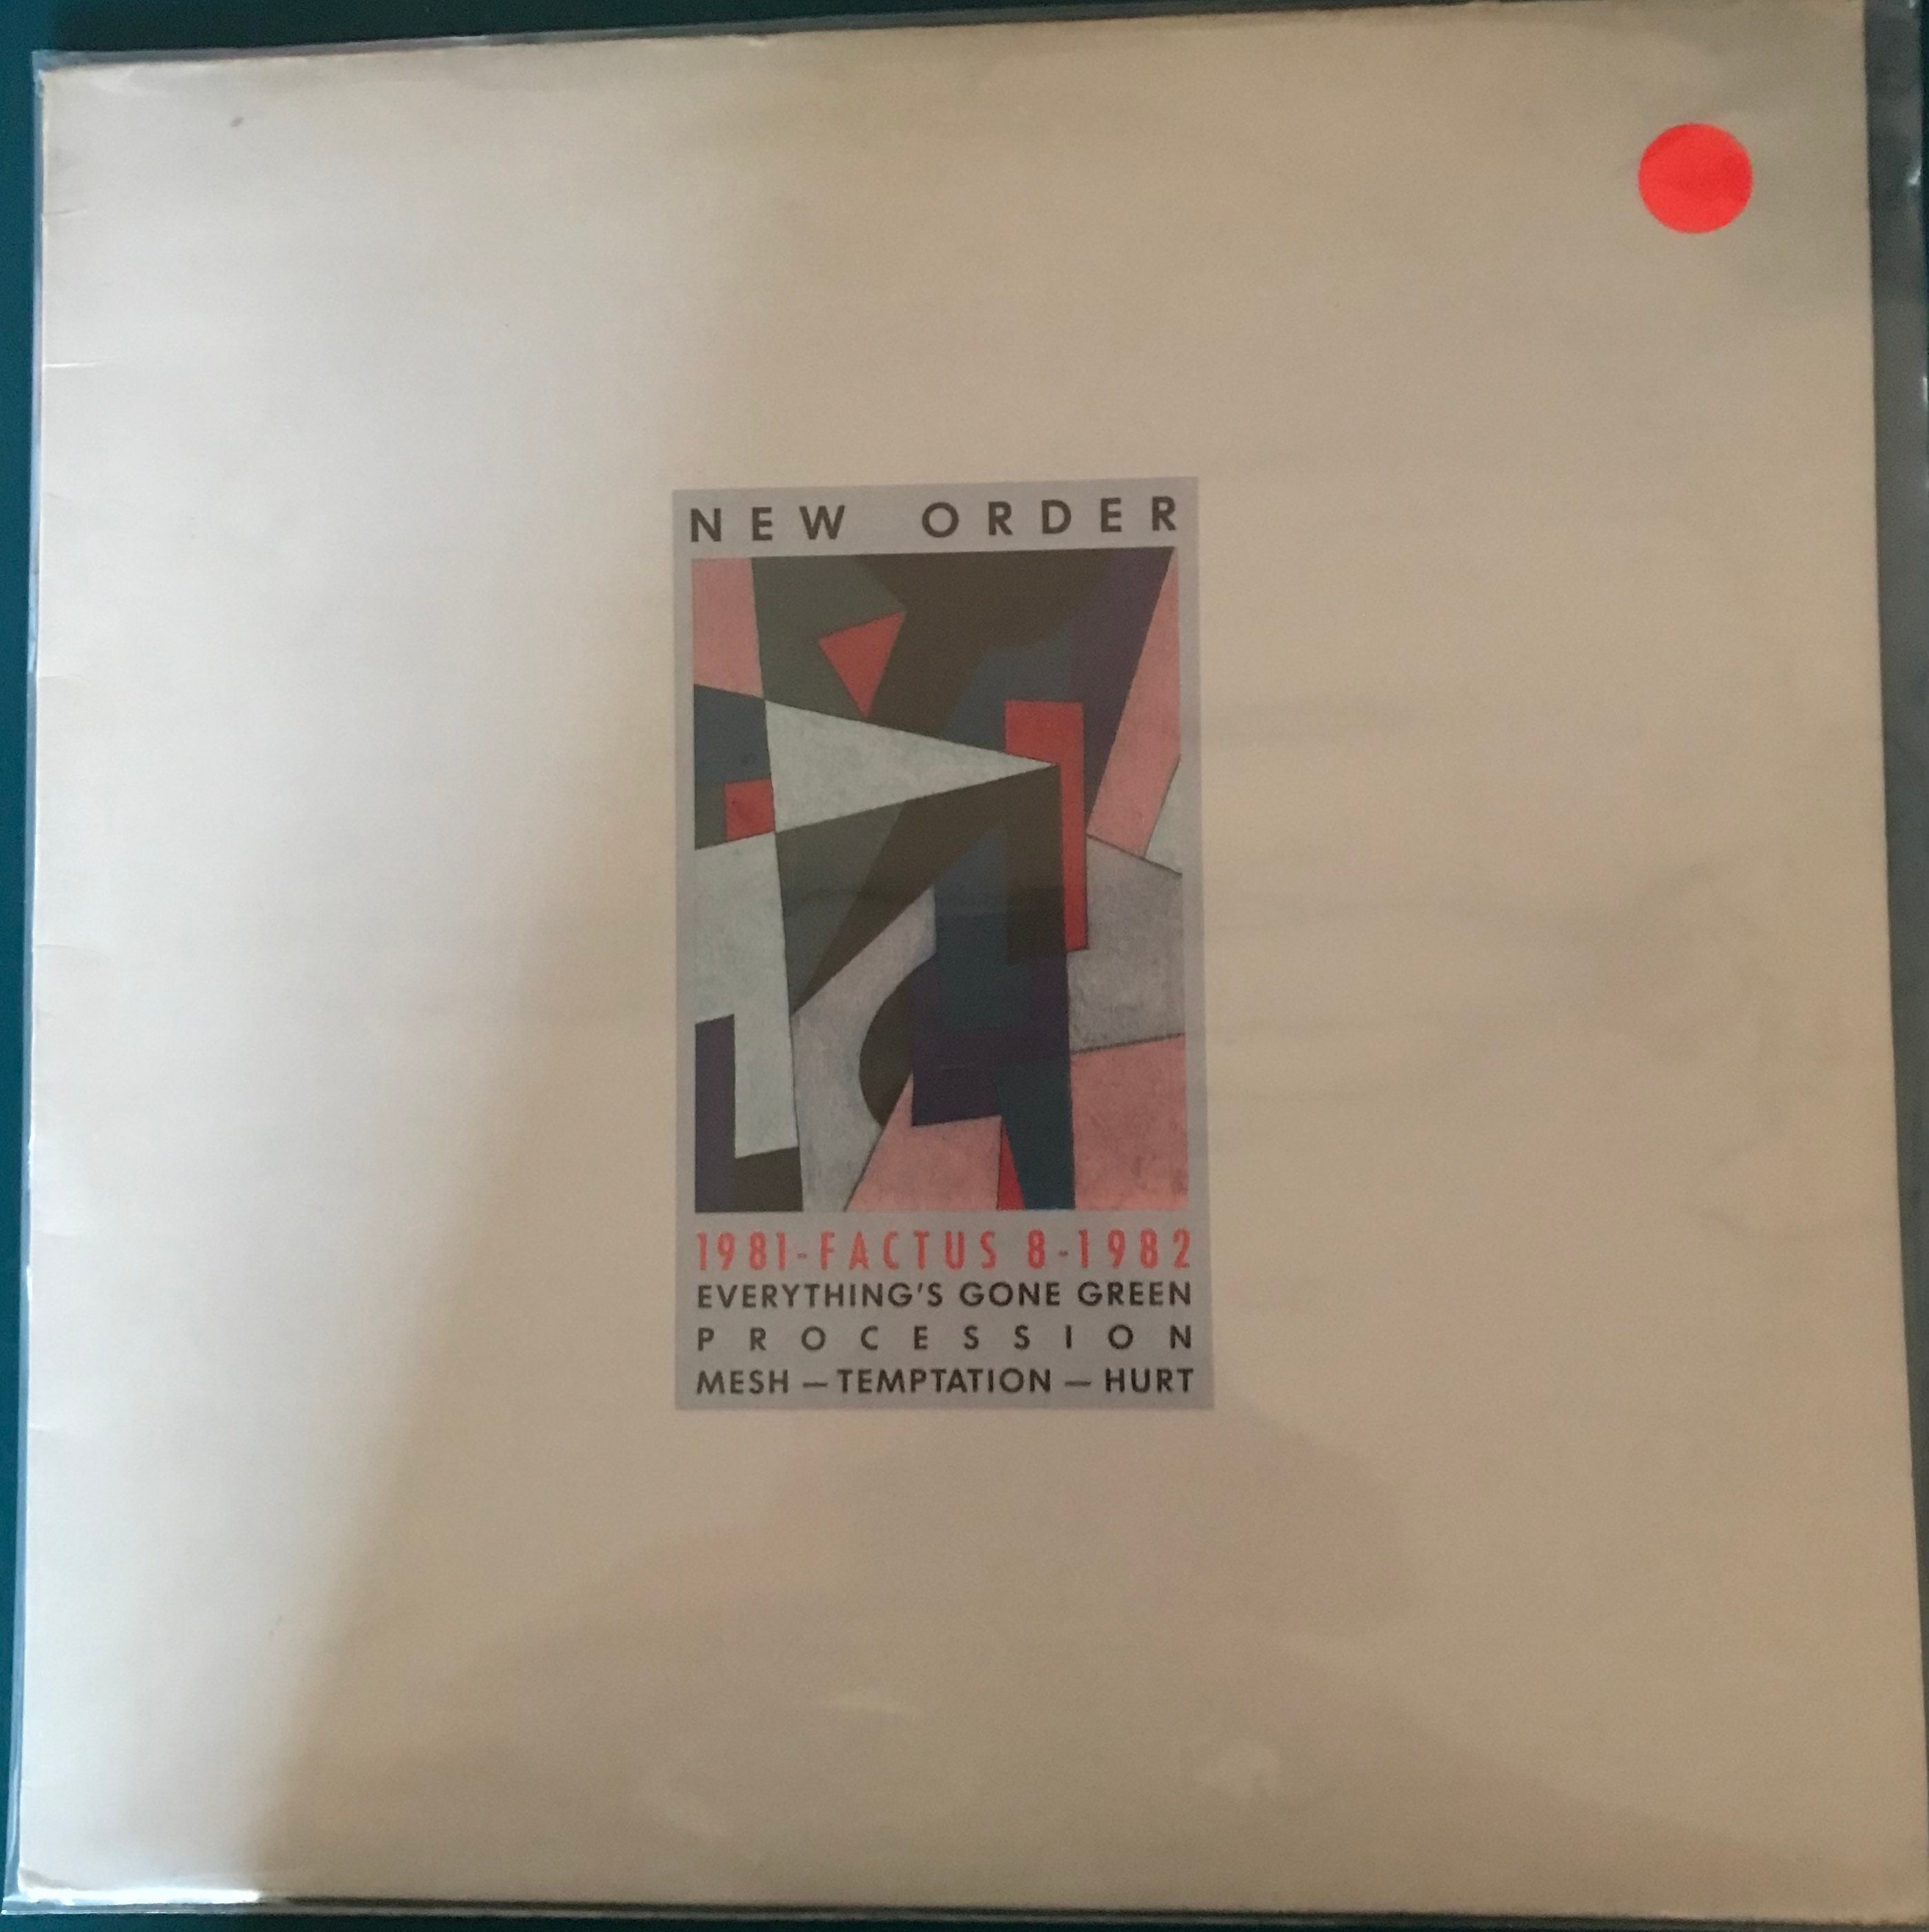 NEW ORDER
1981-FACTUS 8-1982
EVERYTHING'S GONE GREEN
PROCESSION
MESH — TEMPTATION — HURT